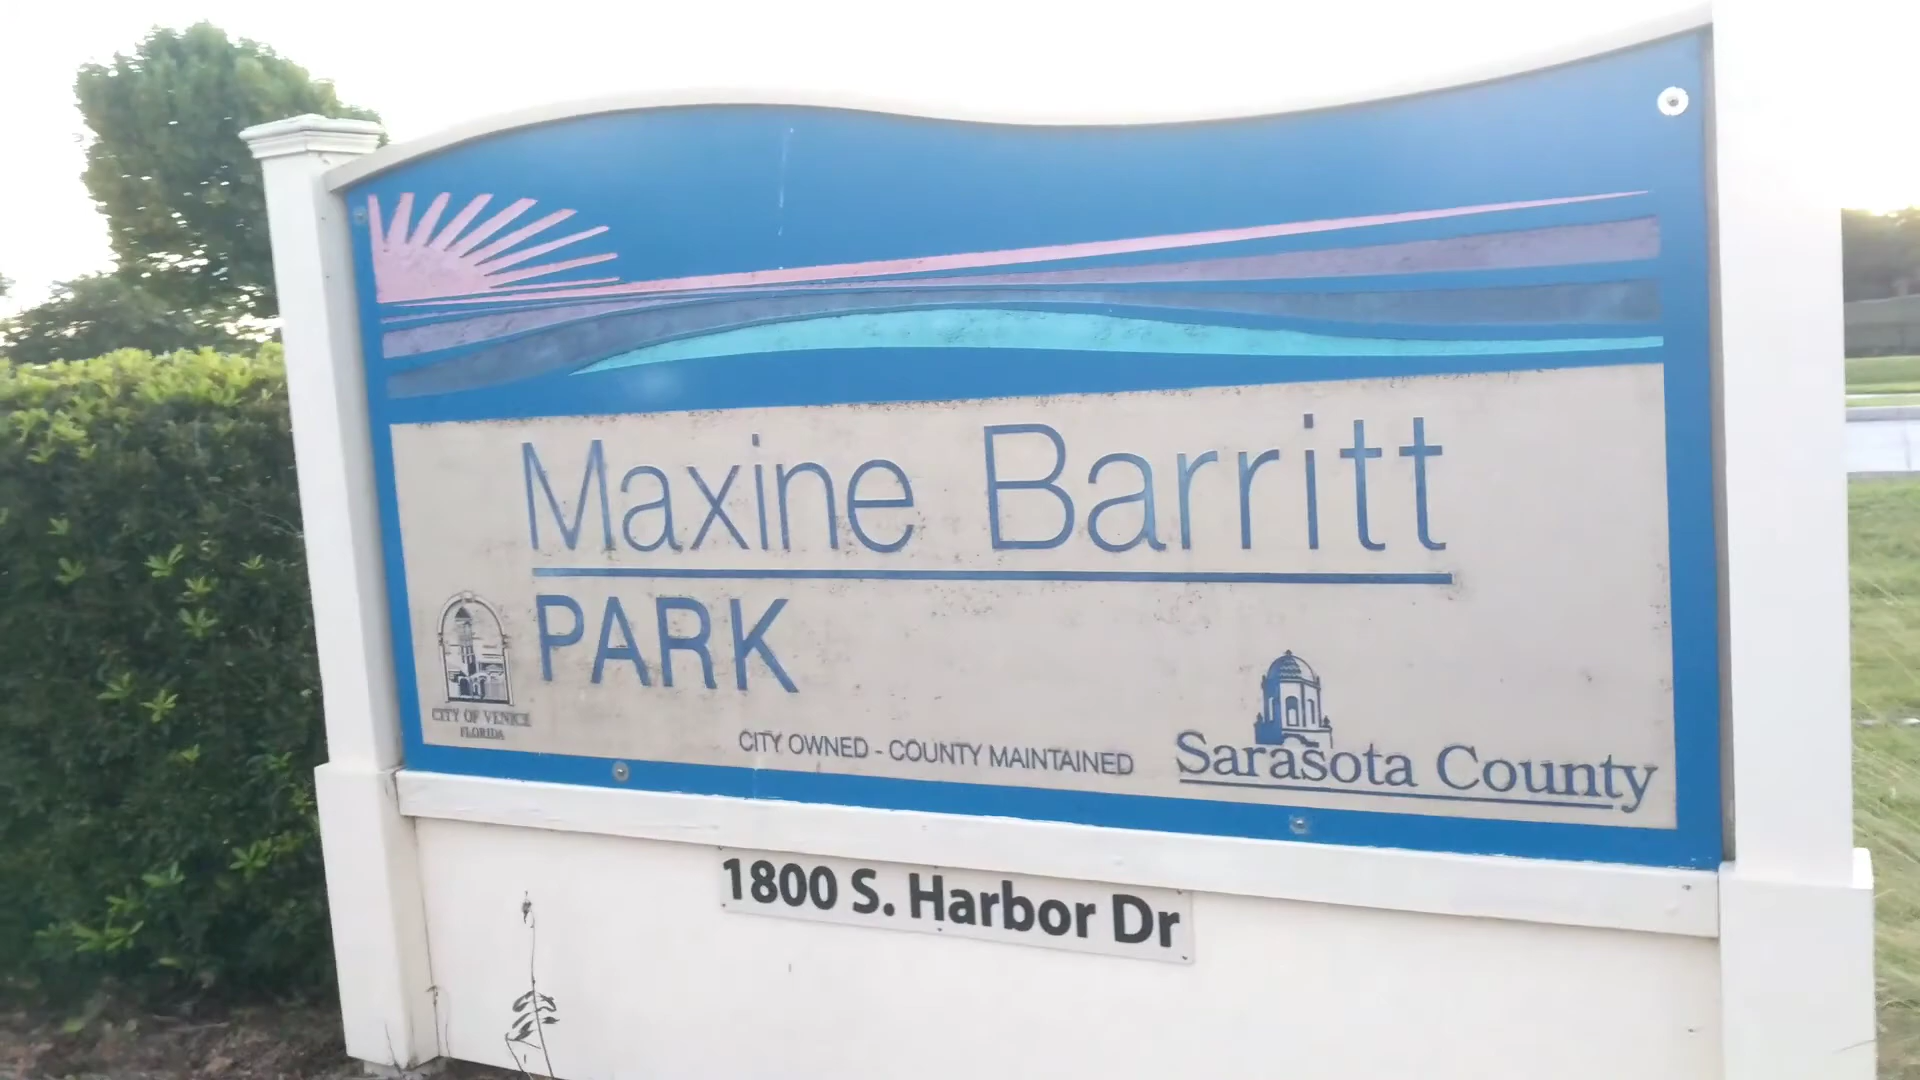 Maxine Barritt
PARK
CITY OF VENICE
FLORIDA
CITY OWNED - COUNTY MAINTAINED
Sarasota County
1800 S. Harbor Dr